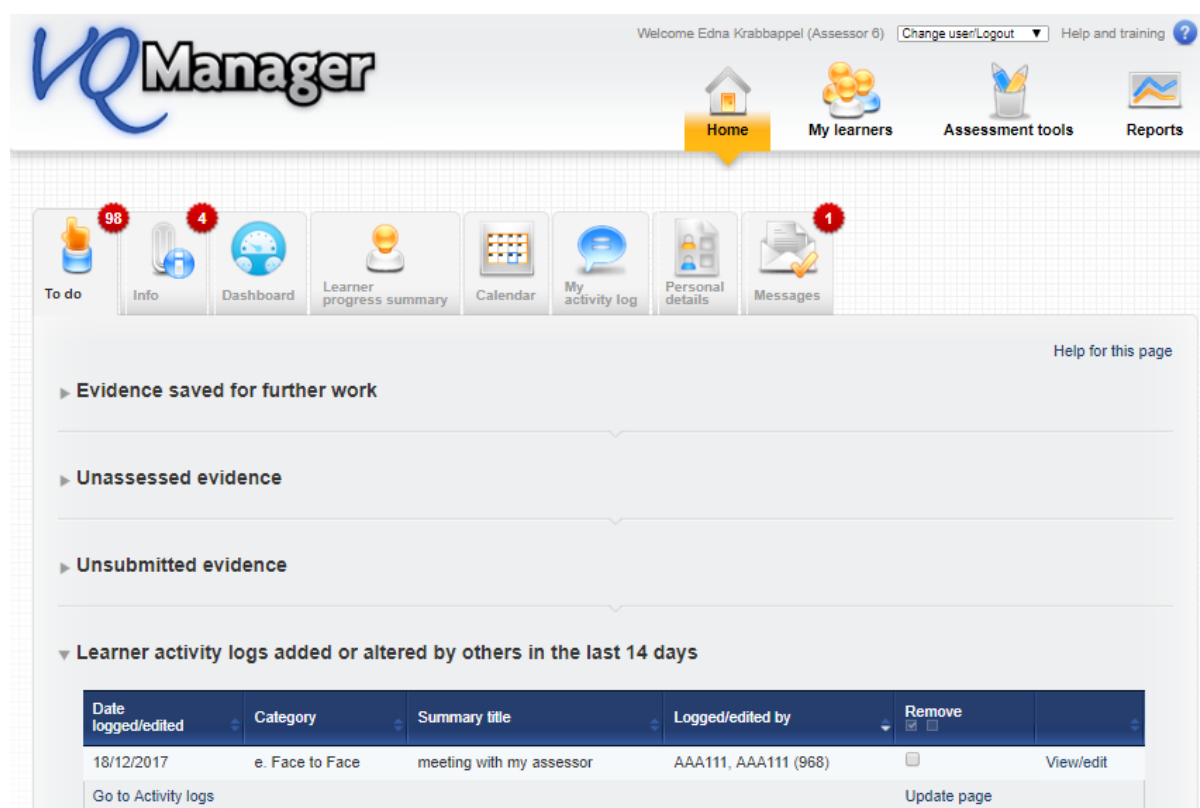 VQManager
Welcome Edna Krabbappel (Assessor 6) Change user/Logout ▼ Help and training ?
Home My learners Assessment tools Reports
98 4 1
To do Info Dashboard Learner progress summary Calendar My activity log Personal details Messages
Help for this page
Evidence saved for further work
Unassessed evidence
Unsubmitted evidence
Learner activity logs added or altered by others in the last 14 days
Date logged/edited Category Summary title Logged/edited by Remove
18/12/2017 e. Face to Face meeting with my assessor AAA111, AAA111 (968) View/edit
Go to Activity logs Update page